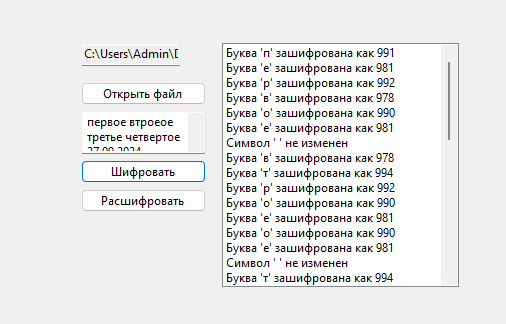 C:\Users\Admin\D
Открыть файл
первое втроеое
третье четвертое
27.09.2024
Шифровать
Расшифровать
Буква 'п' зашифрована как 991
Буква 'е' зашифрована как 981
Буква 'р' зашифрована как 992
Буква 'в' зашифрована как 978
Буква 'о' зашифрована как 990
Буква 'е' зашифрована как 981
Символ ' ' не изменен
Буква 'в' зашифрована как 978
Буква 'т' зашифрована как 994
Буква 'р' зашифрована как 992
Буква 'о' зашифрована как 990
Буква 'е' зашифрована как 981
Буква 'о' зашифрована как 990
Буква 'е' зашифрована как 981
Символ ' ' не изменен
Буква 'т' зашифрована как 994